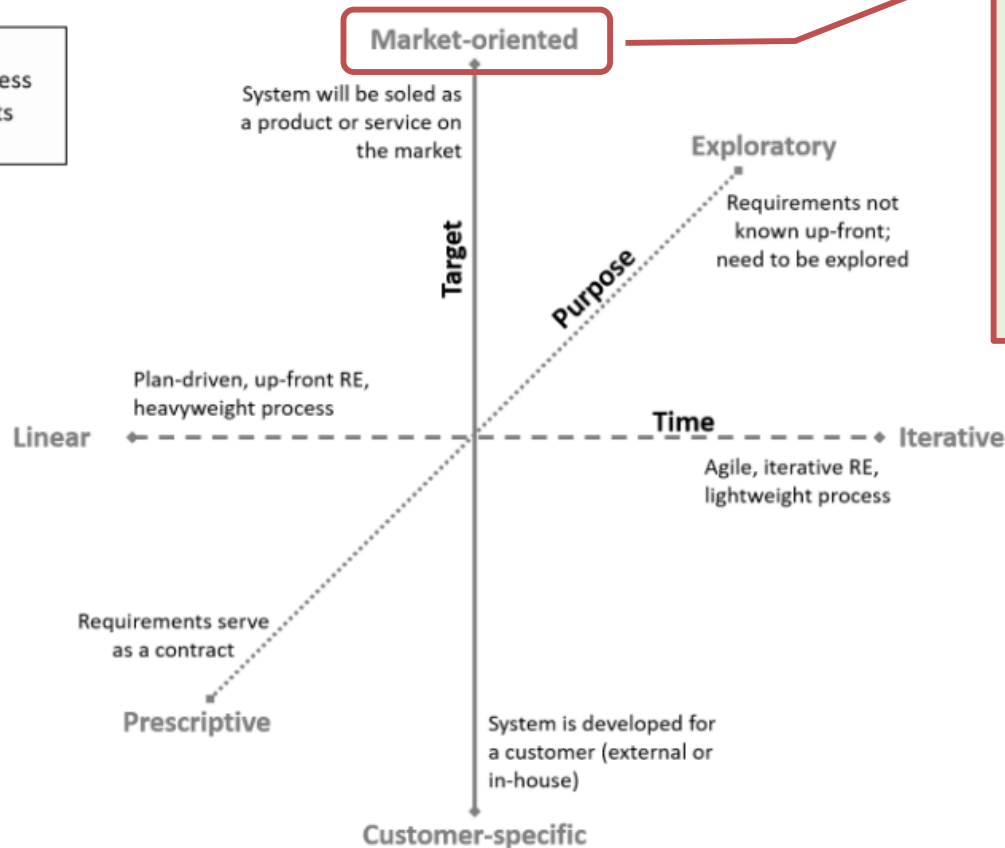 Market-oriented
ess
ts
System will be soled as
a product or service on
the market
Exploratory
Requirements not
known up-front;
need to be explored
Target
Purpose
Plan-driven, up-front RE,
heavyweight process
Linear
Time
Iterative
Agile, iterative RE,
lightweight process
Requirements serve
as a contract
Prescriptive
System is developed for
a customer (external or
in-house)
Customer-specific